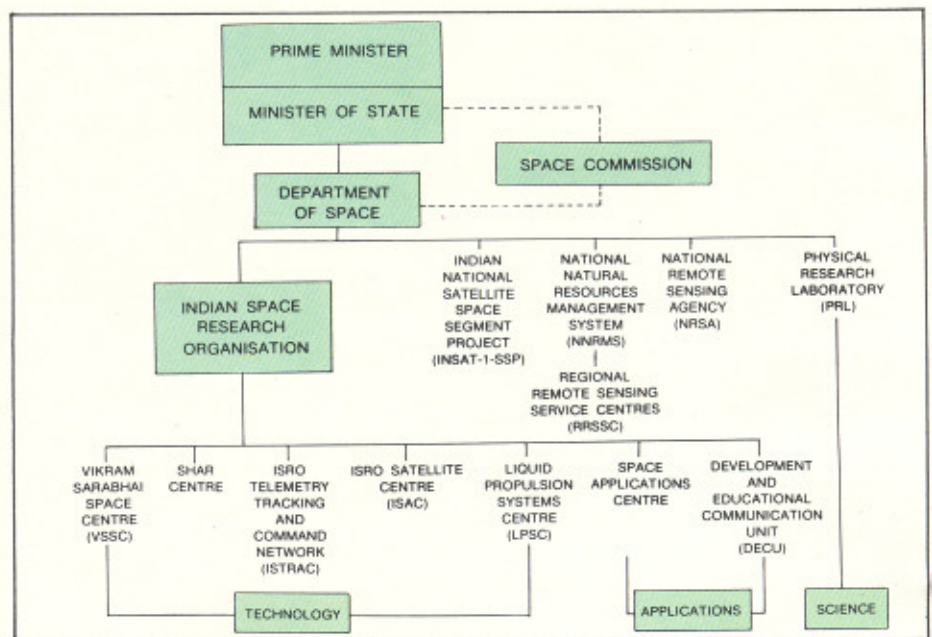 PRIME MINISTER
MINISTER OF STATE
SPACE COMMISSION
DEPARTMENT
OF SPACE
INDIAN SPACE
RESEARCH
ORGANISATION
INDIAN
NATIONAL
SATELLITE
SPACE
SEGMENT
PROJECT
(INSAT-1-SSP)
NATIONAL
NATURAL
RESOURCES
MANAGEMENT
SYSTEM
(NNRMS)
REGIONAL
REMOTE SENSING
SERVICE CENTRES
(RRSSC)
NATIONAL
REMOTE
SENSING
AGENCY
(NRSA)
PHYSICAL
RESEARCH
LABORATORY
(PRL)
VIKRAM
SARABHAI
SPACE
CENTRE
(VSSC)
SHAR
CENTRE
ISRO
TELEMETRY
TRACKING
AND
COMMAND
NETWORK
(ISTRAC)
ISRO SATELLITE
CENTRE
(ISAC)
LIQUID
PROPULSION
SYSTEMS
CENTRE
(LPSC)
SPACE
APPLICATIONS
CENTRE
DEVELOPMENT
AND
EDUCATIONAL
COMMUNICATION
UNIT
(DECU)
TECHNOLOGY
APPLICATIONS
SCIENCE